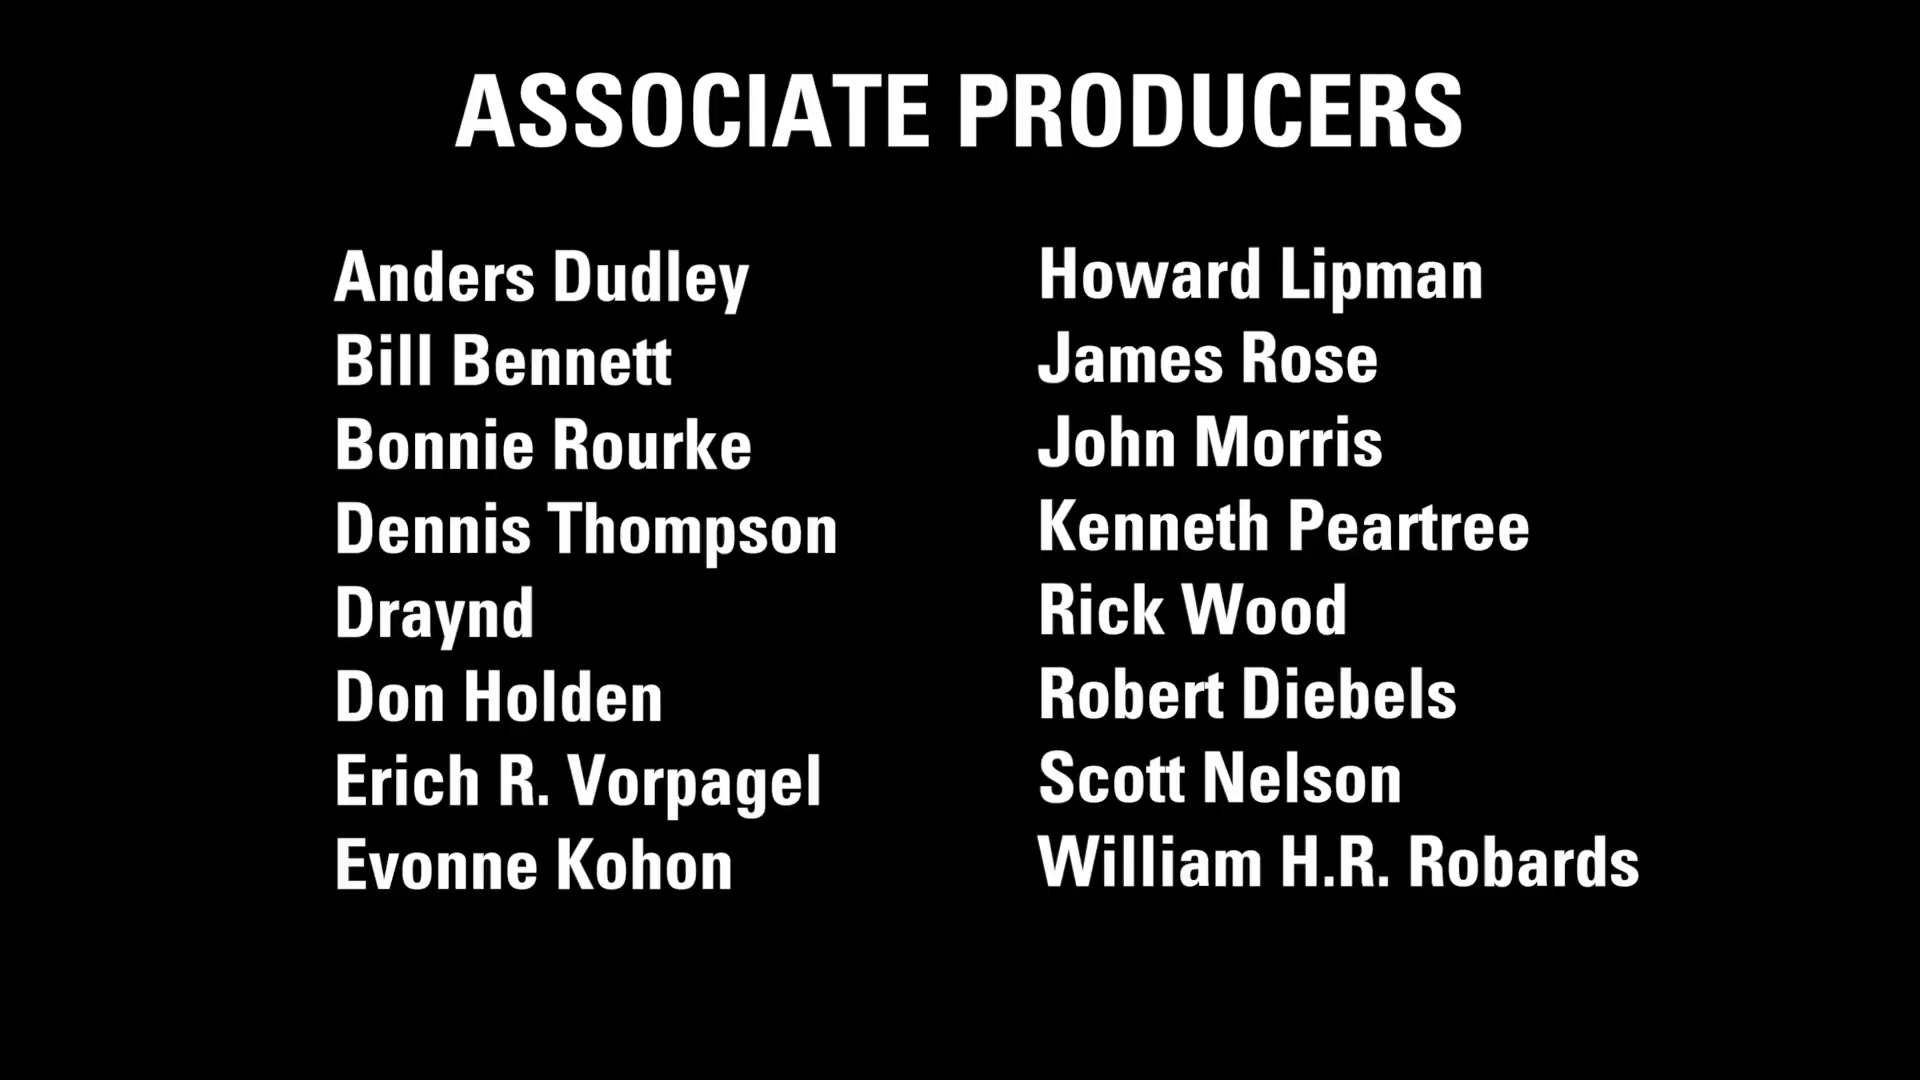 ASSOCIATE PRODUCERS
Anders Dudley
Bill Bennett
Bonnie Rourke
Dennis Thompson
Draynd
Don Holden
Erich R. Vorpagel
Evonne Kohon
Howard Lipman
James Rose
John Morris
Kenneth Peartree
Rick Wood
Robert Diebels
Scott Nelson
William H.R. Robards